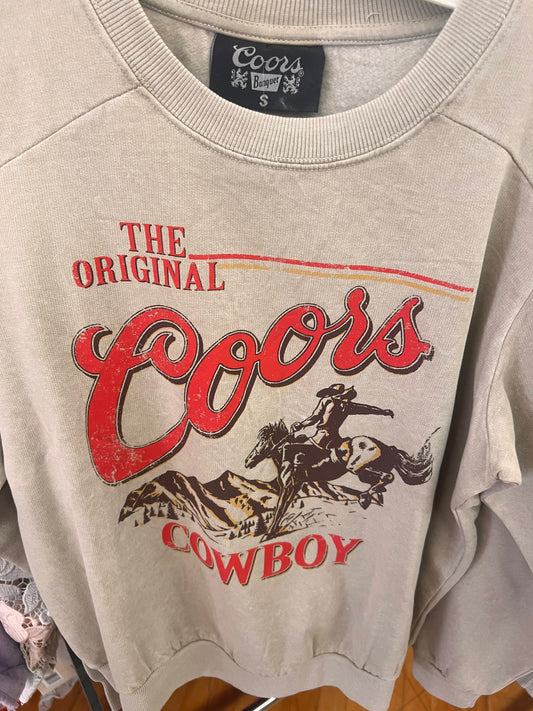 Coors
Banquet
S
THE
ORIGINAL
Coors
COWBOY